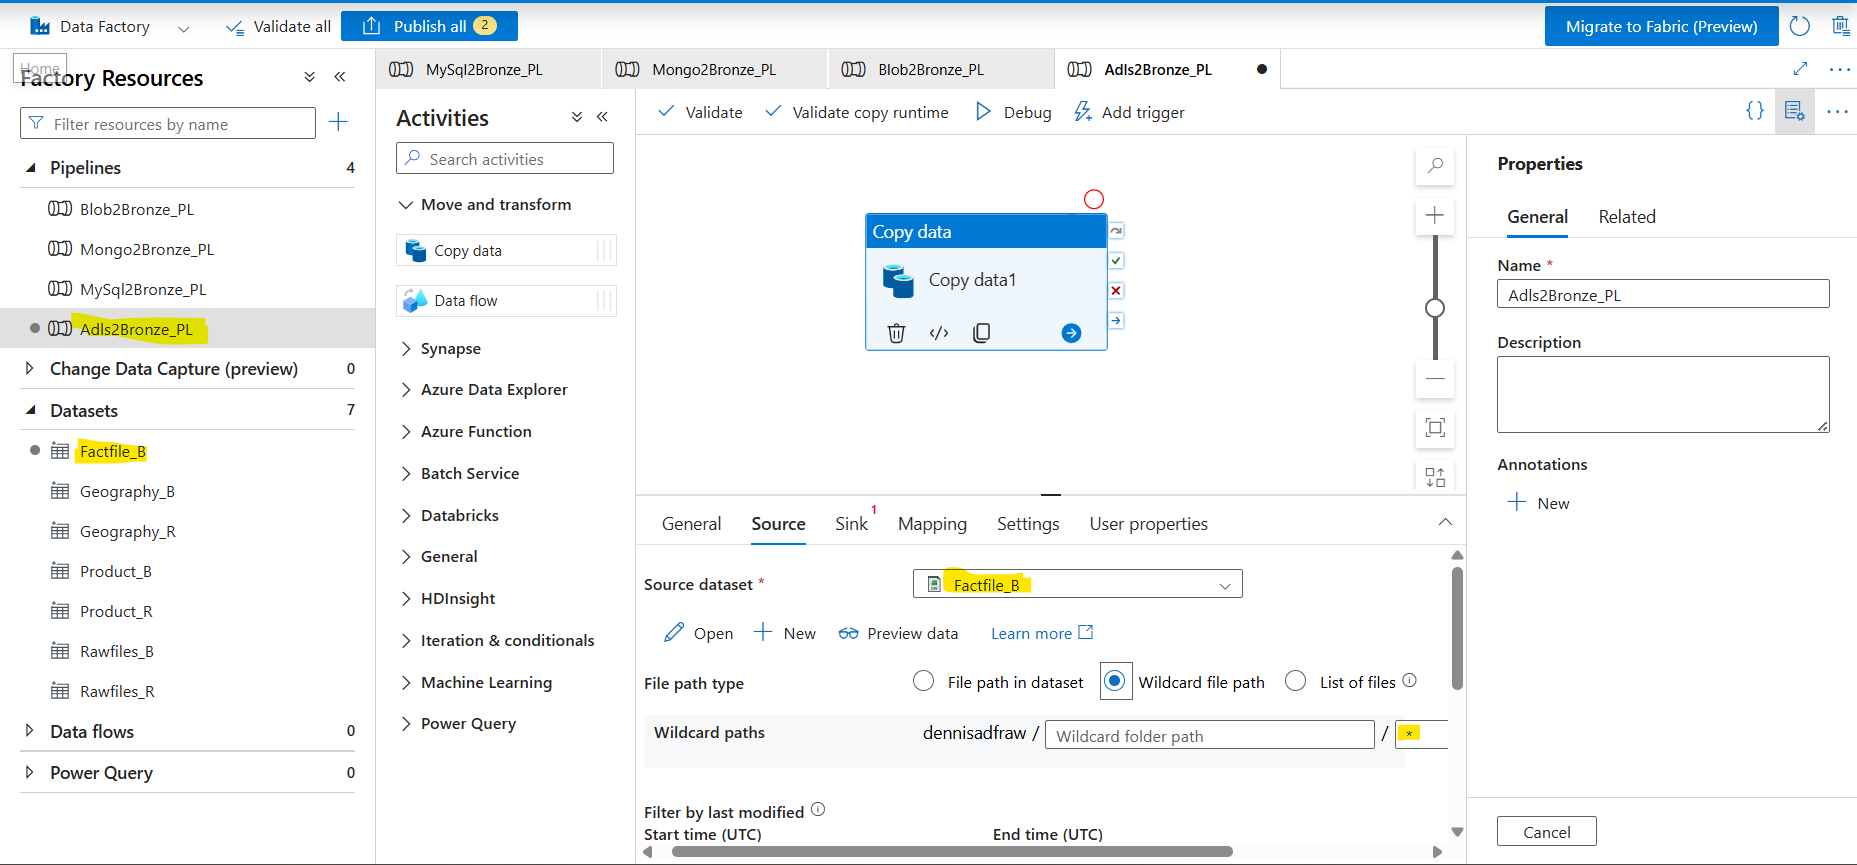 Data Factory
Validate all
Publish all 2
Migrate to Fabric (Preview)
Home
Factory Resources
Filter resources by name
Pipelines 4
Blob2Bronze_PL
Mongo2Bronze_PL
MySql2Bronze_PL
Adls2Bronze_PL
Change Data Capture (preview) 0
Datasets 7
Factfile_B
Geography_B
Geography_R
Product_B
Product_R
Rawfiles_B
Rawfiles_R
Data flows 0
Power Query 0
MySql2Bronze_PL
Mongo2Bronze_PL
Blob2Bronze_PL
Adls2Bronze_PL
Activities
Search activities
Move and transform
Copy data
Data flow
Synapse
Azure Data Explorer
Azure Function
Batch Service
Databricks
General
HDInsight
Iteration & conditionals
Machine Learning
Power Query
Validate
Validate copy runtime
Debug
Add trigger
Copy data
Copy data1
General
Source
Sink 1
Mapping
Settings
User properties
Source dataset *
Factfile_B
Open
New
Preview data
Learn more
File path type
File path in dataset
Wildcard file path
List of files
Wildcard paths
dennisadfraw / Wildcard folder path / *
Filter by last modified
Start time (UTC)
End time (UTC)
Properties
General
Related
Name *
Adls2Bronze_PL
Description
Annotations
New
Cancel